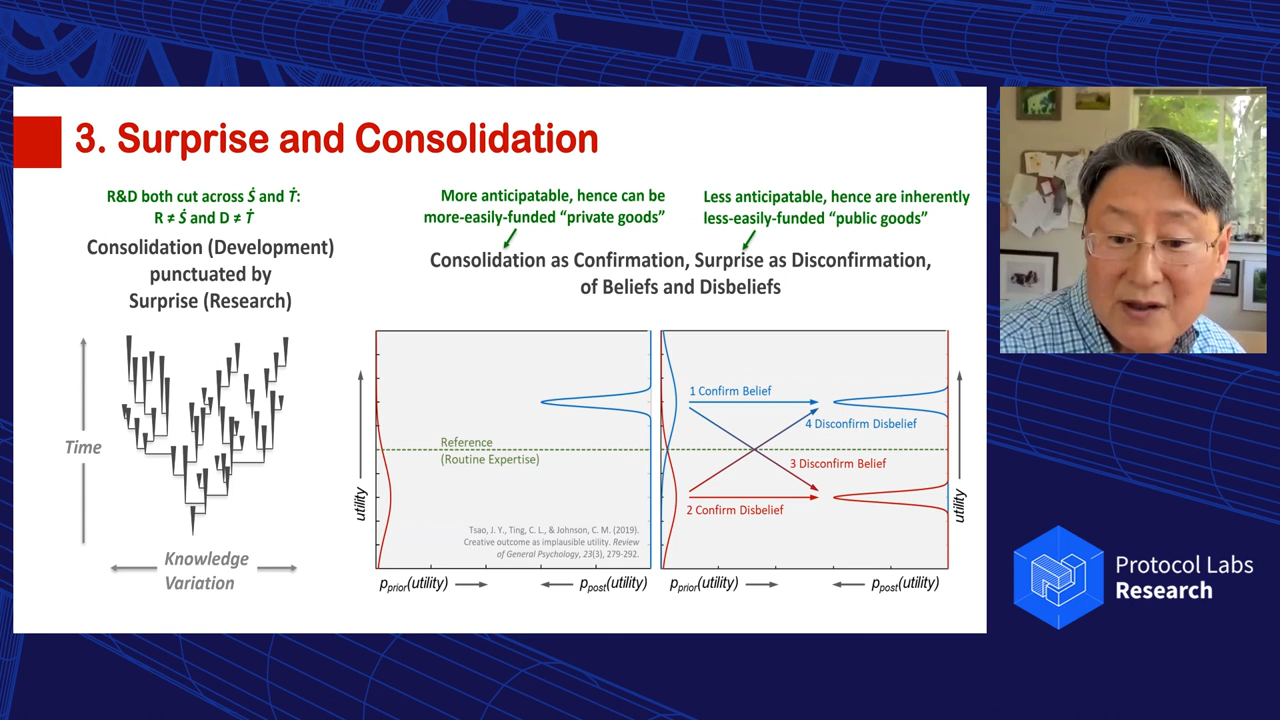 3. Surprise and Consolidation
R&D both cut across Ṡ and Ṫ:
R ≠ Ṡ and D ≠ Ṫ
Consolidation (Development)
punctuated by
Surprise (Research)
Time
Knowledge
Variation
More anticipatable, hence can be
more-easily-funded “private goods”
Less anticipatable, hence are inherently
less-easily-funded “public goods”
Consolidation as Confirmation, Surprise as Disconfirmation,
of Beliefs and Disbeliefs
utility
Reference
(Routine Expertise)
Tsao, J. Y., Ting, C. L., & Johnson, C. M. (2019).
Creative outcome as implausible utility. Review
of General Psychology, 23(3), 279-292.
pprior(utility)
ppost(utility)
1 Confirm Belief
4 Disconfirm Disbelief
3 Disconfirm Belief
2 Confirm Disbelief
utility
pprior(utility)
ppost(utility)
Protocol Labs
Research